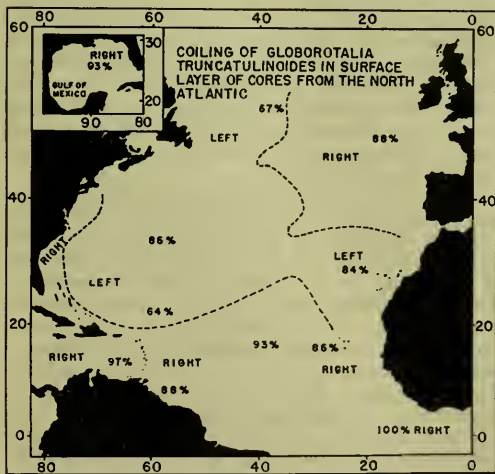 80 60 40 20 0
60 60
30
RIGHT
93%
GULF OF
MEXICO
20
90 80
COILING OF GLOBOROTALIA
TRUNCATULINOIDES IN SURFACE
LAYER OF CORES FROM THE NORTH
ATLANTIC
67%
LEFT
88%
RIGHT
40 40
RIGHT
86%
LEFT
84%
LEFT
64%
20 20
RIGHT
97%
RIGHT
88%
93%
86%
RIGHT
100% RIGHT
0 0
80 60 40 20 0